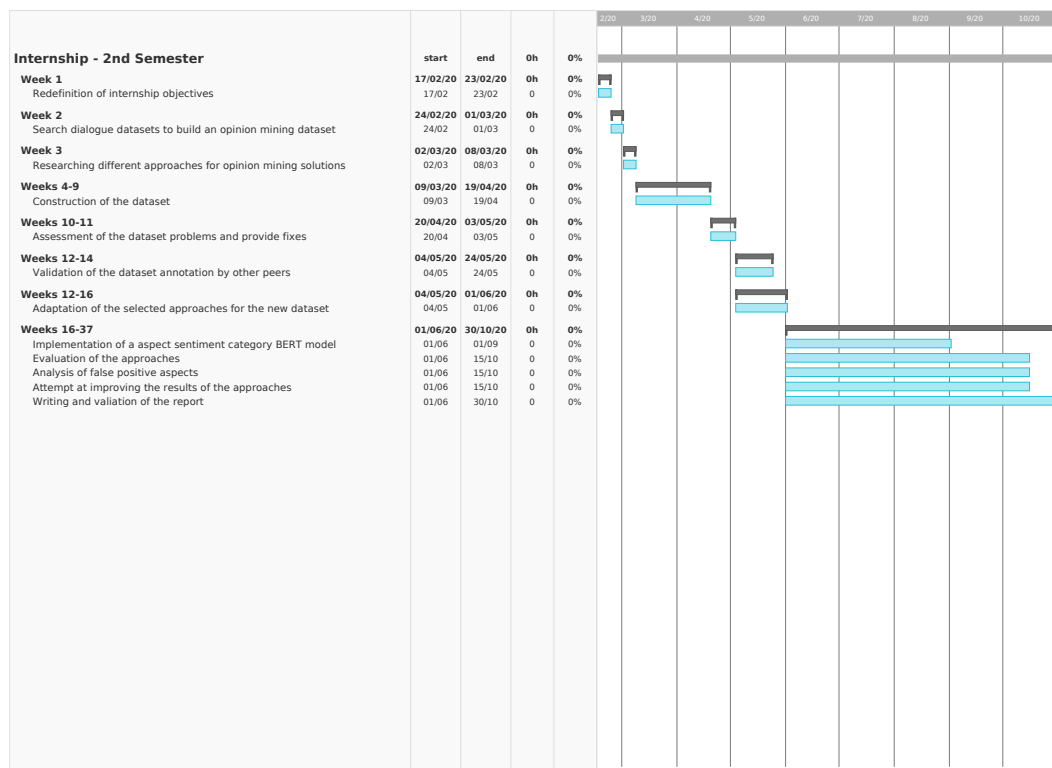 2/20 3/20 4/20 5/20 6/20 7/20 8/20 9/20 10/20
Internship - 2nd Semester start end 0h 0%
Week 1 17/02/20 23/02/20 0h 0%
Redefinition of internship objectives 17/02 23/02 0 0%
Week 2 24/02/20 01/03/20 0h 0%
Search dialogue datasets to build an opinion mining dataset 24/02 01/03 0 0%
Week 3 02/03/20 08/03/20 0h 0%
Researching different approaches for opinion mining solutions 02/03 08/03 0 0%
Weeks 4-9 09/03/20 19/04/20 0h 0%
Construction of the dataset 09/03 19/04 0 0%
Weeks 10-11 20/04/20 03/05/20 0h 0%
Assessment of the dataset problems and provide fixes 20/04 03/05 0 0%
Weeks 12-14 04/05/20 24/05/20 0h 0%
Validation of the dataset annotation by other peers 04/05 24/05 0 0%
Weeks 12-16 04/05/20 01/06/20 0h 0%
Adaptation of the selected approaches for the new dataset 04/05 01/06 0 0%
Weeks 16-37 01/06/20 30/10/20 0h 0%
Implementation of a aspect sentiment category BERT model 01/06 01/09 0 0%
Evaluation of the approaches 01/06 15/10 0 0%
Analysis of false positive aspects 01/06 15/10 0 0%
Attempt at improving the results of the approaches 01/06 15/10 0 0%
Writing and valiation of the report 01/06 30/10 0 0%